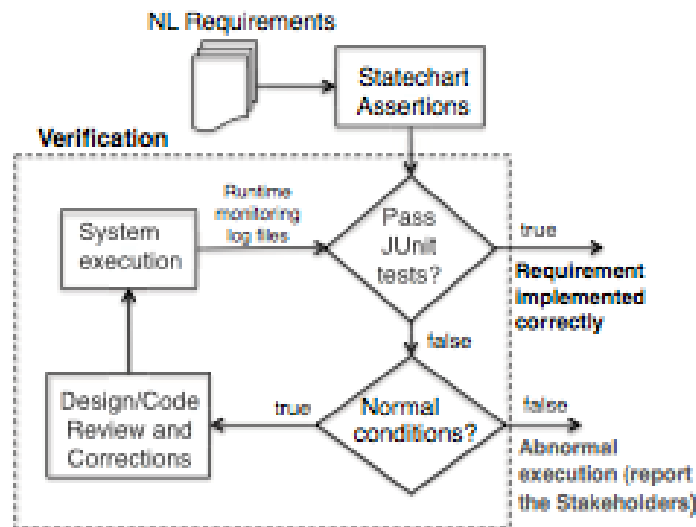 NL Requirements
Statechart
Assertions
Verification
Runtime
monitoring
log files
System
execution
Pass
JUnit
tests?
true
Requirement
implemented
correctly
false
Design/Code
Review and
Corrections
true
Normal
conditions?
false
Abnormal
execution (report
the Stakeholders)